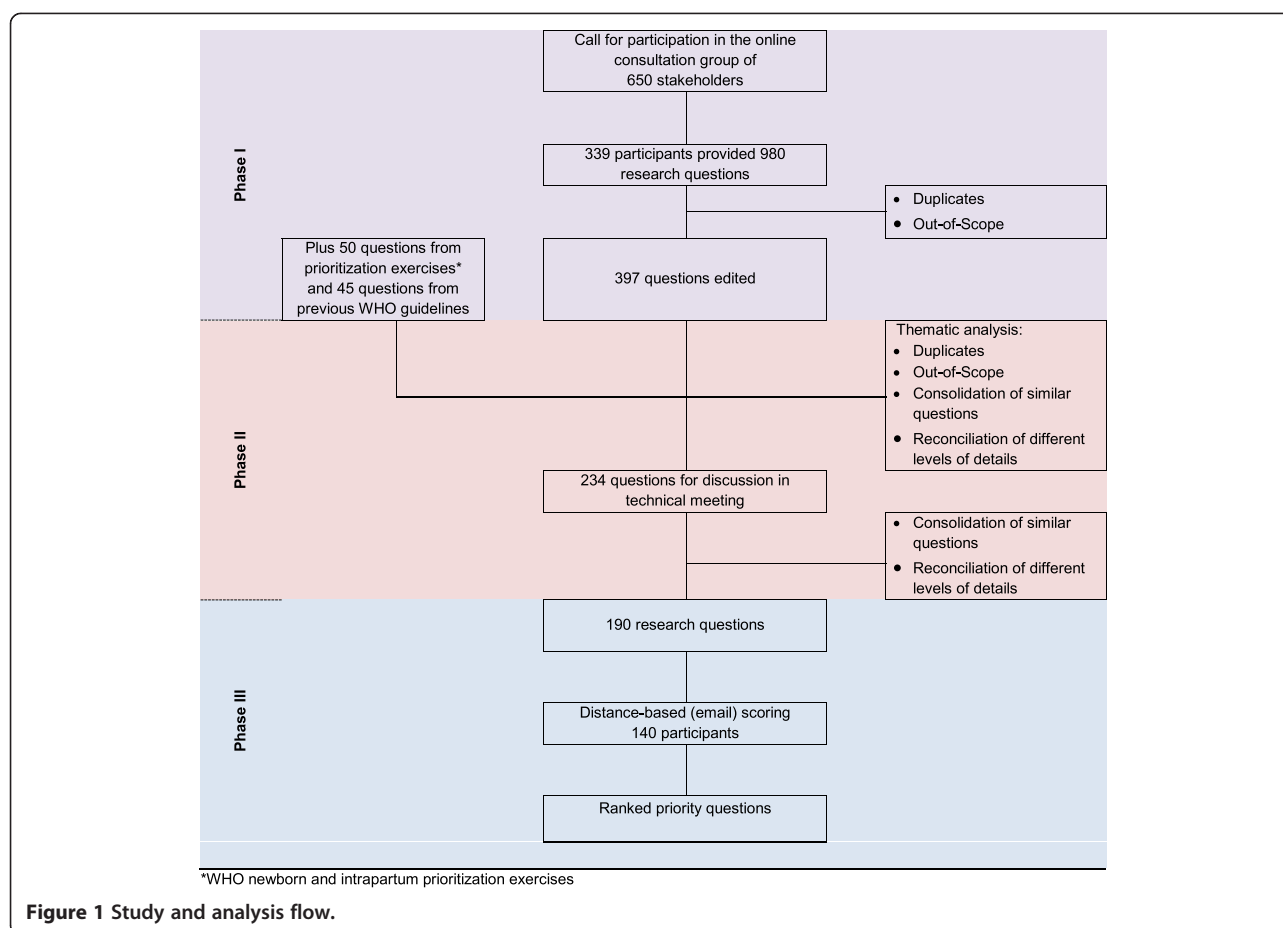 Call for participation in the online
consultation group of
650 stakeholders
Phase I
339 participants provided 980
research questions
• Duplicates
• Out-of-Scope
Plus 50 questions from
prioritization exercises*
and 45 questions from
previous WHO guidelines
397 questions edited
Thematic analysis:
• Duplicates
• Out-of-Scope
• Consolidation of similar
questions
• Reconciliation of different
levels of details
Phase II
234 questions for discussion in
technical meeting
• Consolidation of similar
questions
• Reconciliation of different
levels of details
190 research questions
Phase III
Distance-based (email) scoring
140 participants
Ranked priority questions
*WHO newborn and intrapartum prioritization exercises
Figure 1 Study and analysis flow.